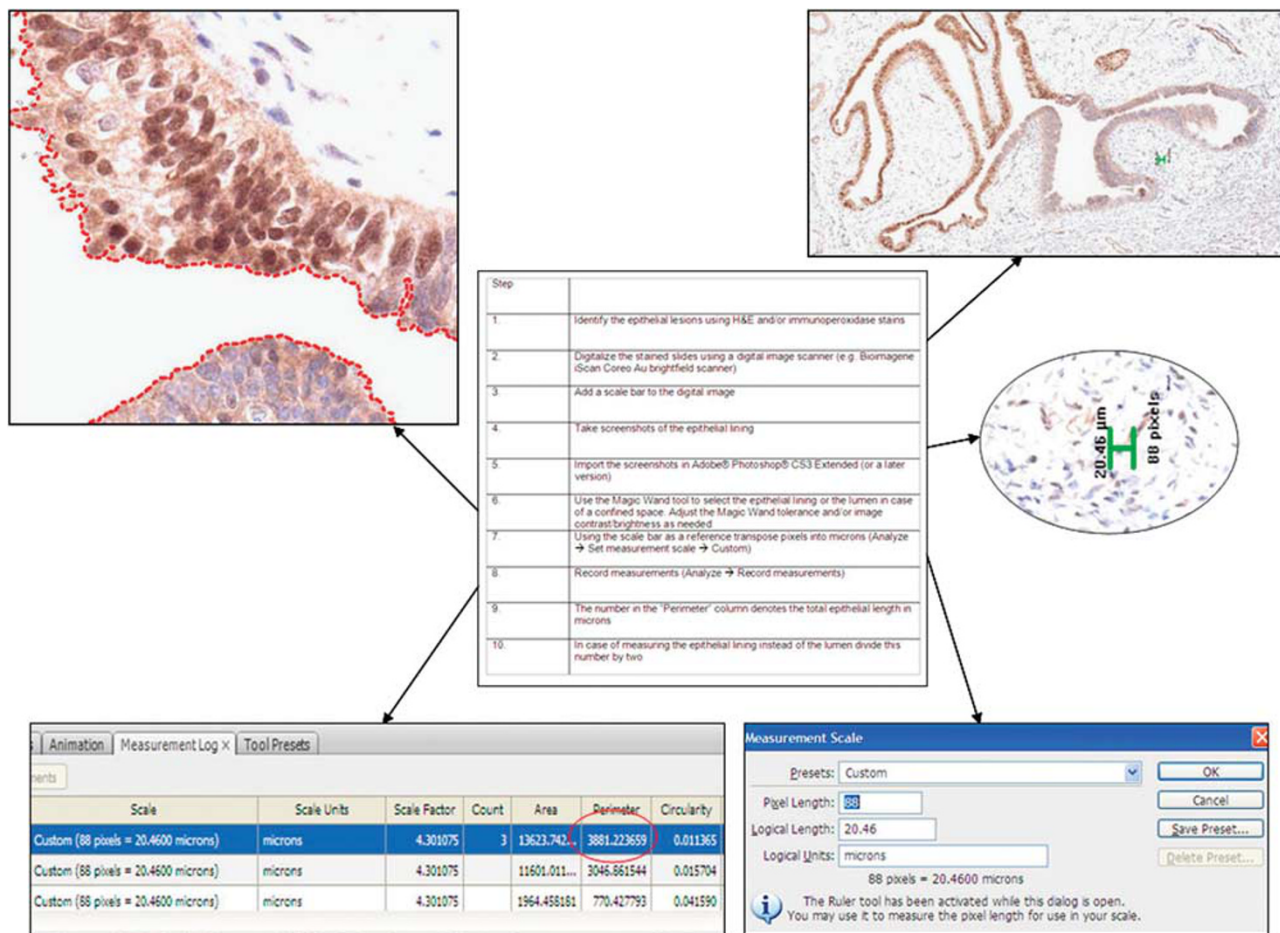 Step
1. Identify the epithelial lesions using H&E and/or immunoperoxidase stains
2. Digitalize the stained slides using a digital image scanner (e.g. Bioimagene
iScan Coreo Au brightfield scanner)
3. Add a scale bar to the digital image
4. Take screenshots of the epithelial lining
5. Import the screenshots in Adobe® Photoshop® CS3 Extended (or a later
version)
6. Use the Magic Wand tool to select the epithelial lining or the lumen in case
of a confined space. Adjust the Magic Wand tolerance and/or image
contrast/brightness as needed
7. Using the scale bar as a reference transpose pixels into microns (Analyze
→ Set measurement scale → Custom)
8. Record measurements (Analyze → Record measurements)
9. The number in the "Perimeter" column denotes the total epithelial length in
microns
10. In case of measuring the epithelial lining instead of the lumen divide this
number by two
20.46 µm
88 pixels
Animation Measurement Log × Tool Presets
Scale Scale Units Scale Factor Count Area Perimeter Circularity
Custom (88 pixels = 20.4600 microns) microns 4.301075 3 13623.742... 3881.223659 0.011365
Custom (88 pixels = 20.4600 microns) microns 4.301075 11601.011... 3046.861544 0.015704
Custom (88 pixels = 20.4600 microns) microns 4.301075 1964.458181 770.427793 0.041590
Measurement Scale
Presets: Custom
OK
Pixel Length: 88
Cancel
Logical Length: 20.46
Save Preset...
Logical Units: microns
Delete Preset...
88 pixels = 20.4600 microns
The Ruler tool has been activated while this dialog is open.
You may use it to measure the pixel length for use in your scale.